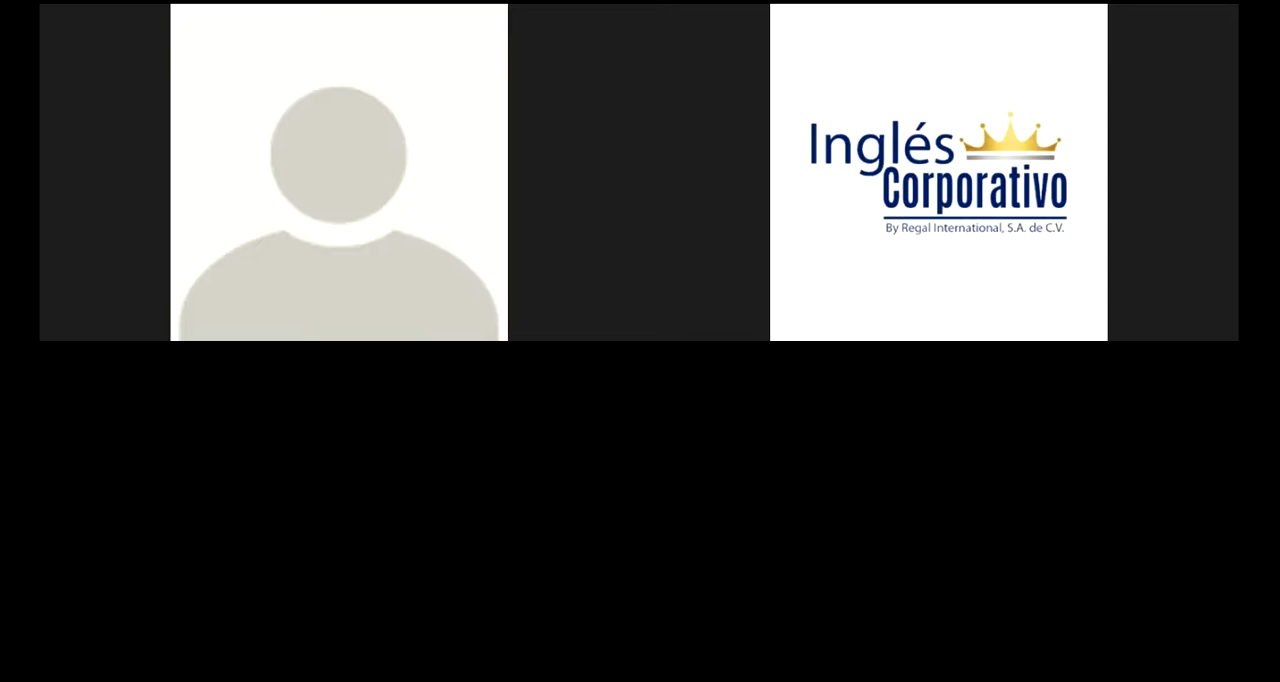 Inglés
Corporativo
By Regal International, S.A. de C.V.